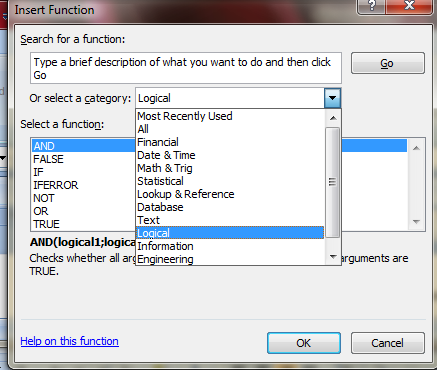 Insert Function
?
Search for a function:
Type a brief description of what you want to do and then click
Go
Go
Or select a category:
Logical
Most Recently Used
All
Financial
Date & Time
Math & Trig
Statistical
Lookup & Reference
Database
Text
Logical
Information
Engineering
Select a function:
AND
FALSE
IF
IFERROR
NOT
OR
TRUE
AND(logical1;logica
Checks whether all arg
arguments are
TRUE.
Help on this function
OK
Cancel